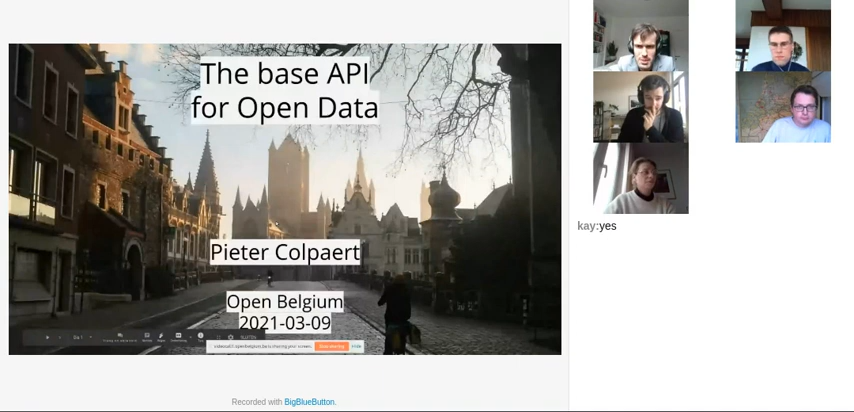 The base API
for Open Data
kay:yes
Pieter Colpaert
Open Belgium
2021-03-09
Recorded with BigBlueButton.